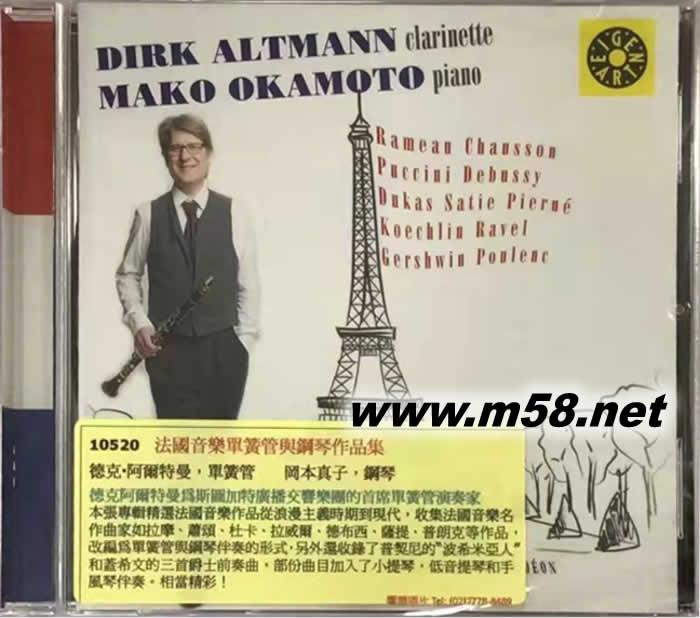 DIRK ALTMANN clarinette
MAKO OKAMOTO piano
EIGEN ART
Rameau Chausson
Puccini Debussy
Dukas Satie Pierné
Koechlin Ravel
Gershwin Poulenc
www.m58.net
10520 法國音樂單簧管與鋼琴作品集
德克·阿爾特曼，單簧管 岡本真子，鋼琴
德克阿爾特曼爲斯圖加特廣播交響樂團的首席單簧管演奏家
本張專輯精選法國音樂作品從浪漫主義時期到現代，收集法國音樂名
作曲家如拉摩、蕭頌、杜卡、拉威爾、德布西、薩提、普朗克等作品，
改編爲單簧管與鋼琴伴奏的形式，另外還收錄了普契尼的“波希米亞人”
和蓋希文的三首爵士前奏曲，部份曲目加入了小提琴，低音提琴和手
風琴伴奏。相當精彩！
Tel: (02)2778-8489